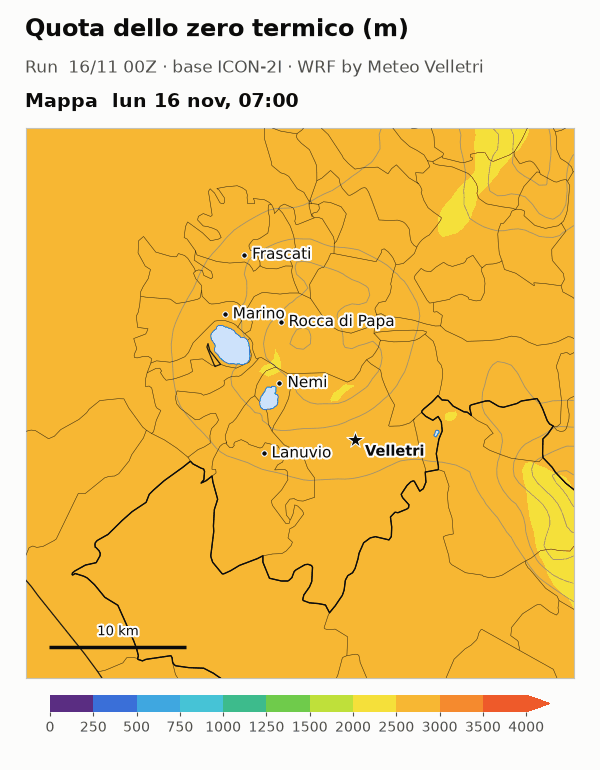 Quota dello zero termico (m)
Run  16/11 00Z · base ICON-2I · WRF by Meteo Velletri
Mappa  lun 16 nov, 07:00
Frascati
Marino
Rocca di Papa
Nemi
Velletri
Lanuvio
10 km
0 250 500 750 1000 1250 1500 2000 2500 3000 3500 4000